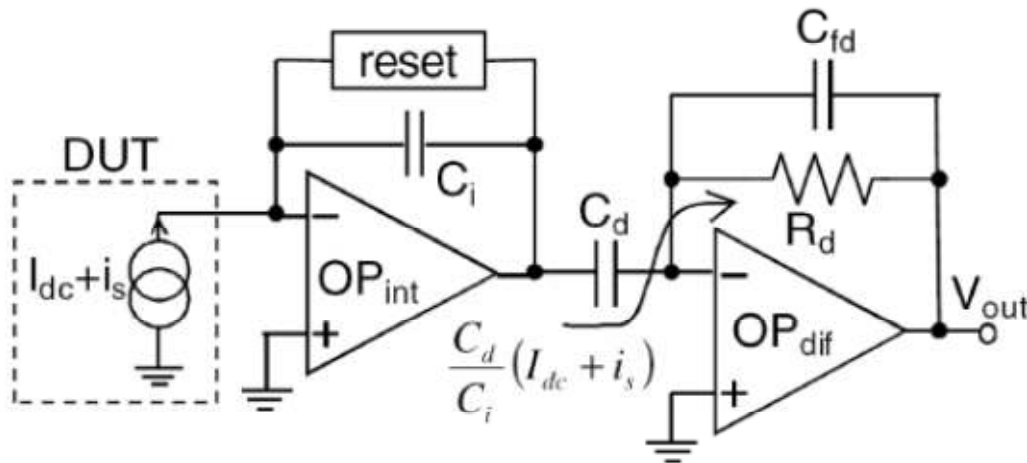 C_fd
reset
DUT
C_i
C_d
R_d
I_dc+i_s
−
OP_int
+
−
OP_dif
+
V_out
C_d/C_i (I_dc + i_s)